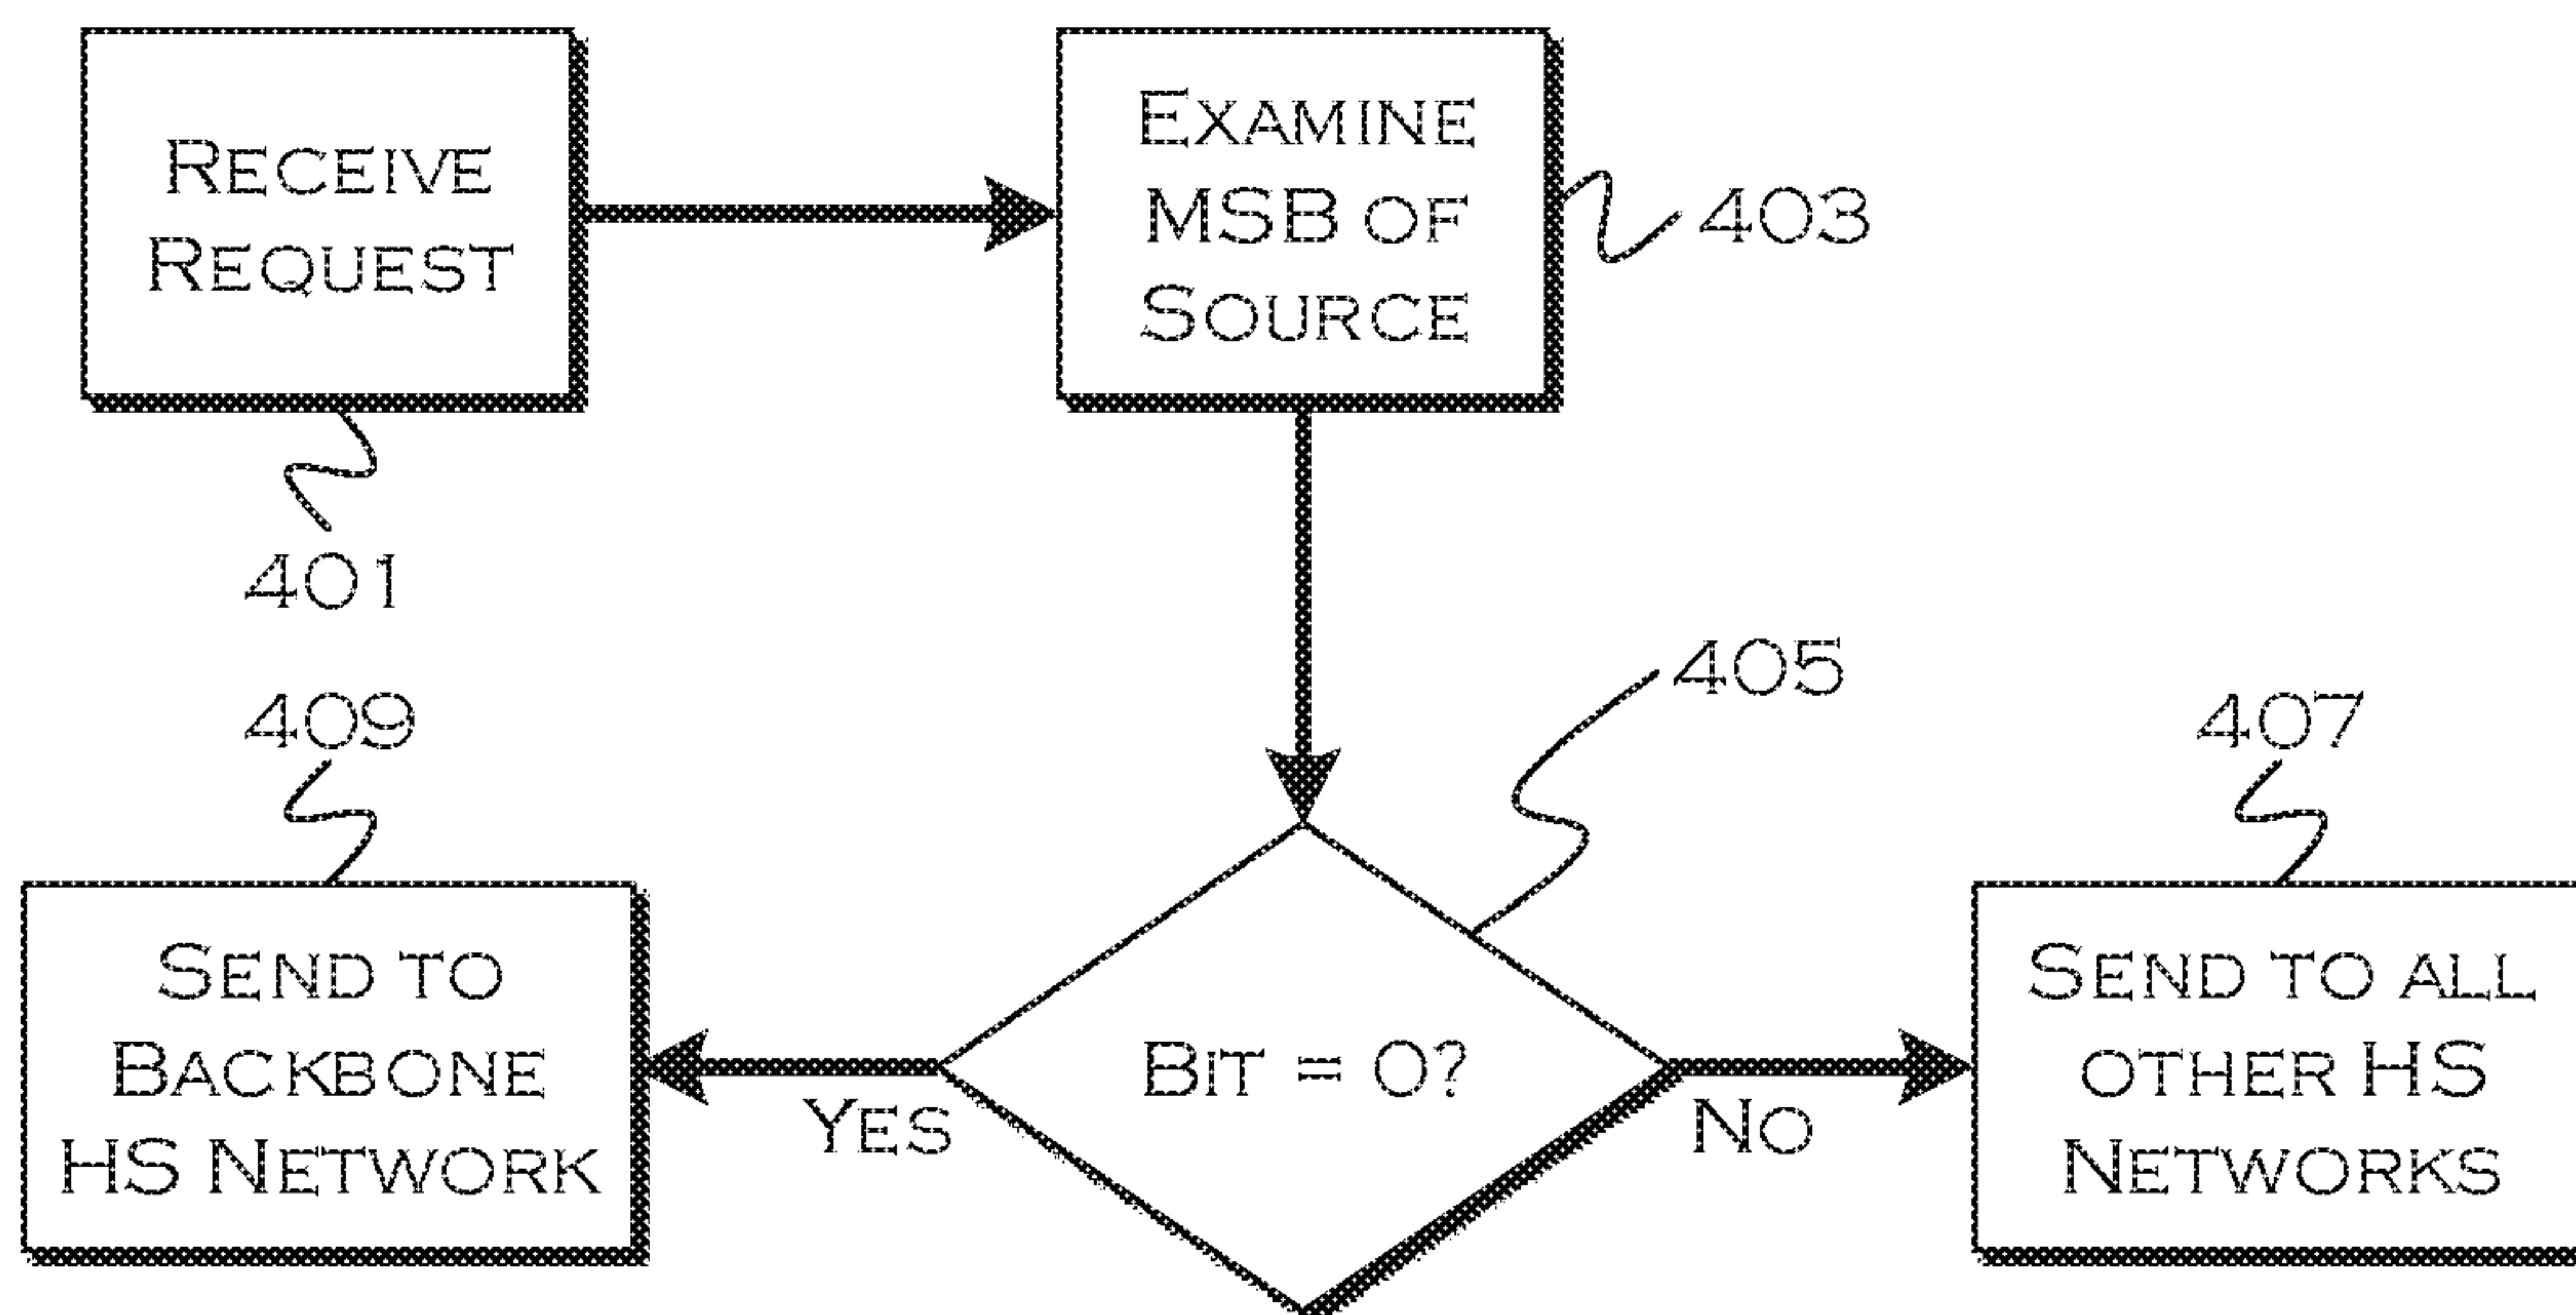 Receive
Request
401
Examine
MSB of
Source
403
Bit = 0?
405
Yes
No
409
Send to
Backbone
HS Network
407
Send to all
other HS
Networks